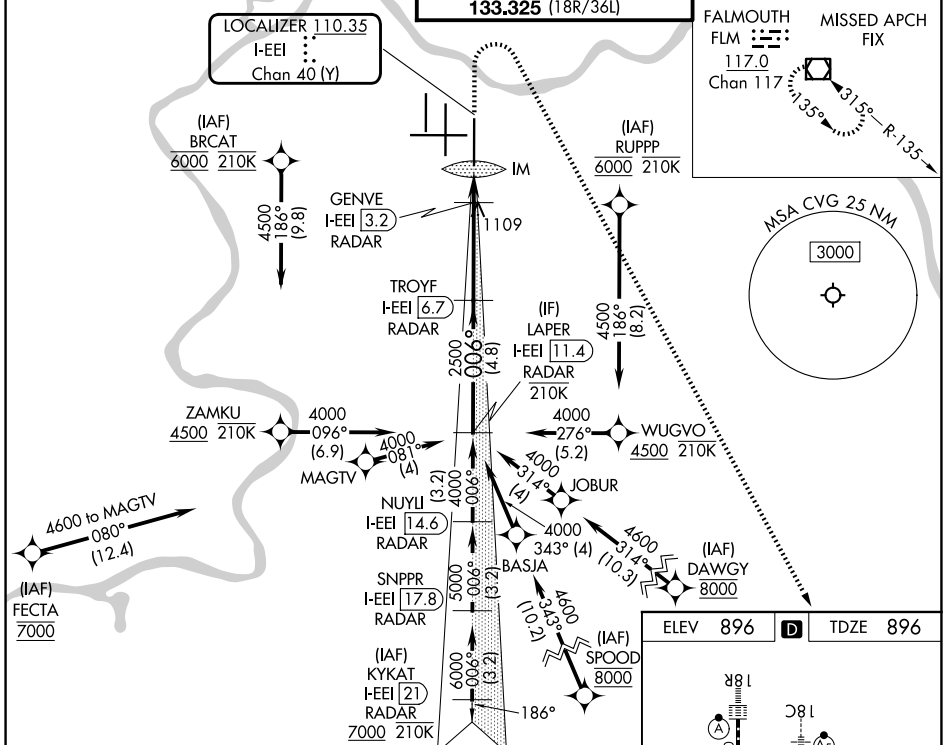 133.325 (18R/36L)
LOCALIZER 110.35
I-EEI
Chan 40 (Y)
FALMOUTH
FLM
117.0
Chan 117
MISSED APCH
FIX
315°
R-135
135°
(IAF)
BRCAT
6000 210K
4500
186°
(9.8)
IM
GENVE
I-EEI 3.2
RADAR
1109
(IAF)
RUPPP
6000 210K
4500
186°
(8.2)
MSA CVG 25 NM
3000
TROYF
I-EEI 6.7
RADAR
2500
006°
(4.8)
(IF)
LAPER
I-EEI 11.4
RADAR
210K
ZAMKU
4500 210K
4000
096°
(6.9)
4000
081°
(4)
MAGTV
4000
276°
(5.2)
WUGVO
4500 210K
4000
314°
(4)
JOBUR
(3.2)
4000
006°
NUYLI
I-EEI 14.6
RADAR
4000
343° (4)
BASJA
4600
314°
(10.3)
(IAF)
DAWGY
8000
4600 to MAGTV
080°
(12.4)
(IAF)
FECTA
7000
SNPPR
I-EEI 17.8
RADAR
5000
006°
(3.2)
4600
343°
(10.2)
(IAF)
SPOOD
8000
(IAF)
KYKAT
I-EEI 21
RADAR
7000 210K
6000
006°
(3.2)
186°
ELEV 896 D TDZE 896
18R
18C
A